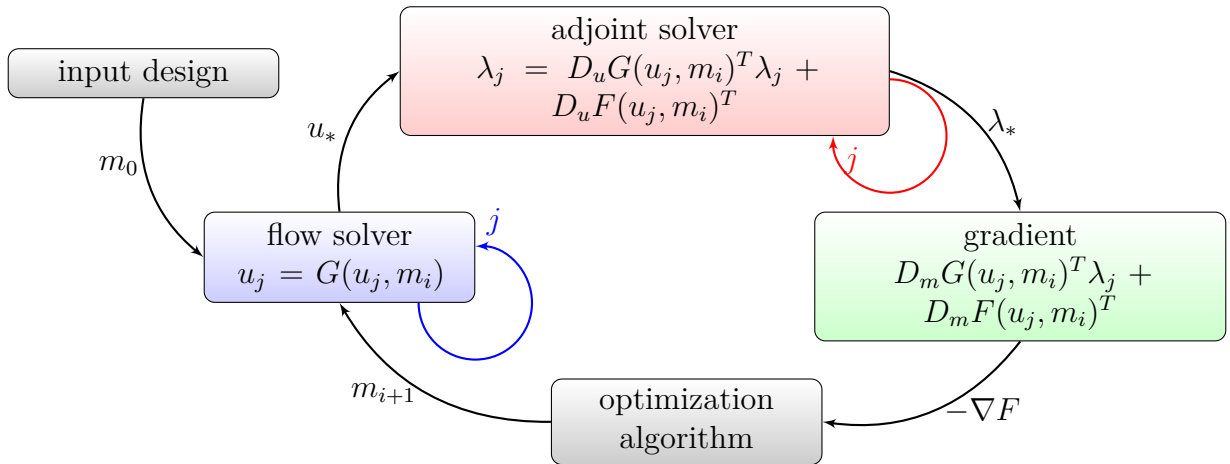 adjoint solver
λ_j = D_uG(u_j, m_i)^T λ_j +
D_uF(u_j, m_i)^T
input design
u_*
λ_*
m_0
j
j
flow solver
u_j = G(u_j, m_i)
gradient
D_mG(u_j, m_i)^T λ_j +
D_mF(u_j, m_i)^T
m_{i+1}
optimization
algorithm
−∇F